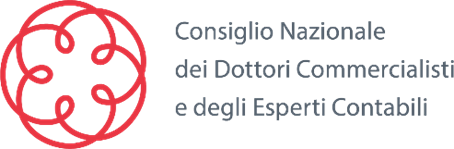 Consiglio Nazionale
dei Dottori Commercialisti
e degli Esperti Contabili